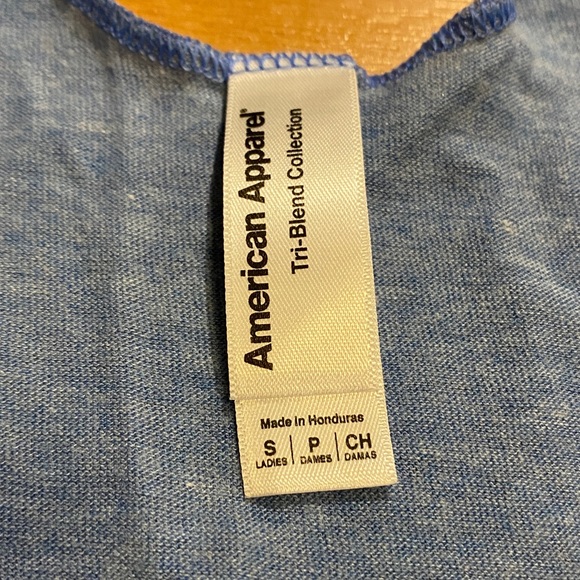 American Apparel®
Tri-Blend Collection
Made in Honduras
S | P | CH
LADIES | DAMES | DAMAS